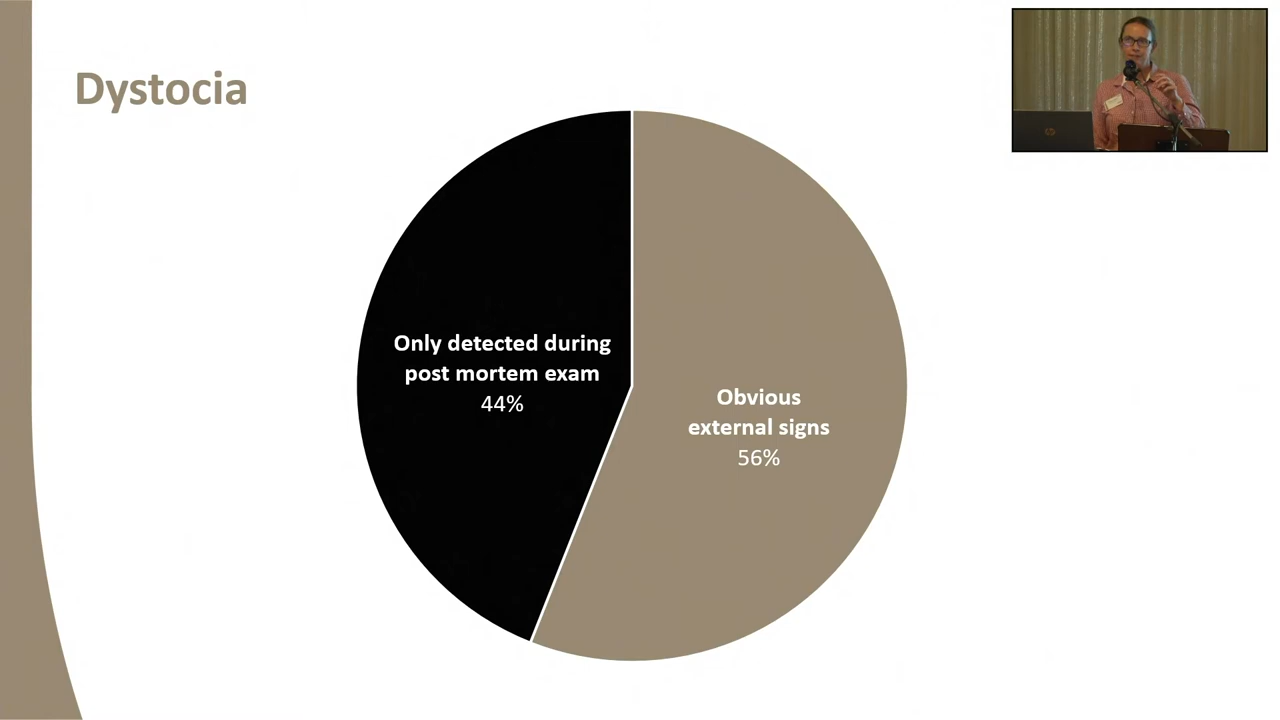 Dystocia
Only detected during
post mortem exam
44%
Obvious
external signs
56%